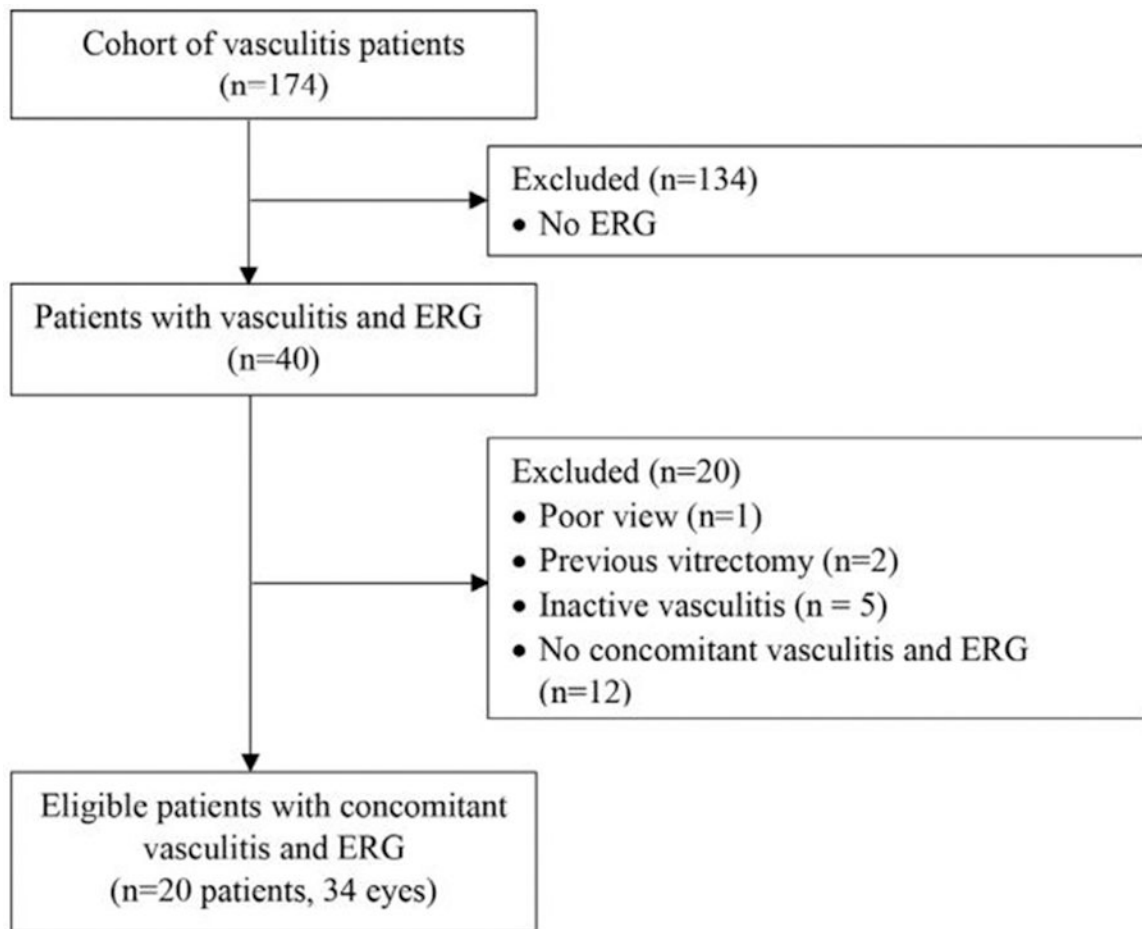 Cohort of vasculitis patients
(n=174)
Excluded (n=134)
• No ERG
Patients with vasculitis and ERG
(n=40)
Excluded (n=20)
• Poor view (n=1)
• Previous vitrectomy (n=2)
• Inactive vasculitis (n = 5)
• No concomitant vasculitis and ERG
(n=12)
Eligible patients with concomitant
vasculitis and ERG
(n=20 patients, 34 eyes)